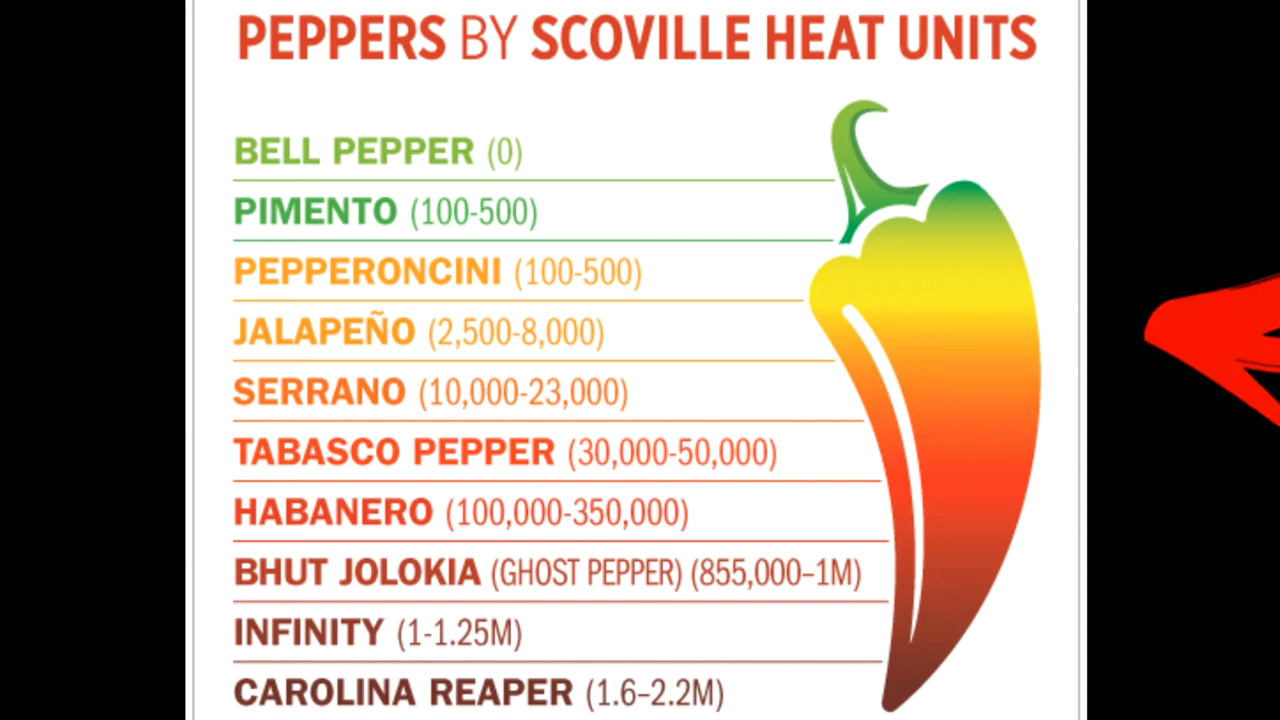 PEPPERS BY SCOVILLE HEAT UNITS
BELL PEPPER (0)
PIMENTO (100-500)
PEPPERONCINI (100-500)
JALAPEÑO (2,500-8,000)
SERRANO (10,000-23,000)
TABASCO PEPPER (30,000-50,000)
HABANERO (100,000-350,000)
BHUT JOLOKIA (GHOST PEPPER) (855,000–1M)
INFINITY (1-1.25M)
CAROLINA REAPER (1.6–2.2M)